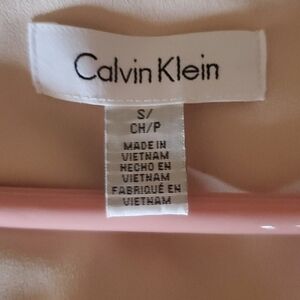 Calvin Klein
S/
CH/P
MADE IN
VIETNAM
HECHO EN
VIETNAM
FABRIQUÉ EN
VIETNAM